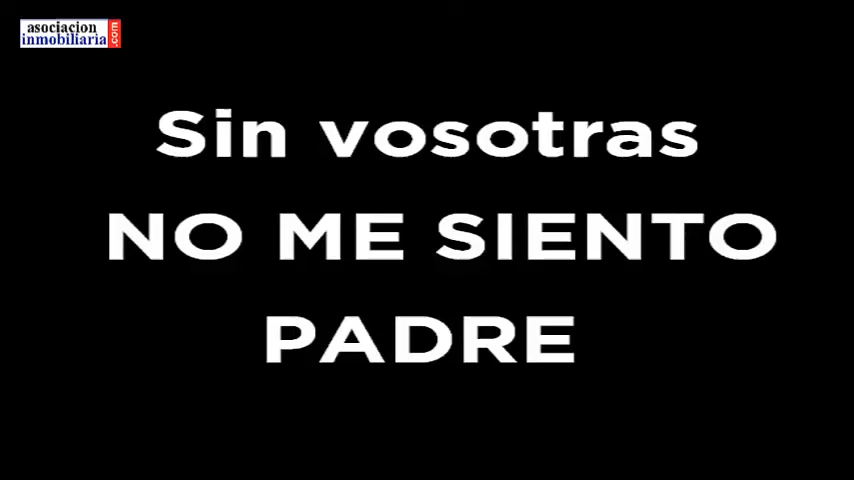 asociacion
inmobiliaria.com
Sin vosotras
NO ME SIENTO
PADRE